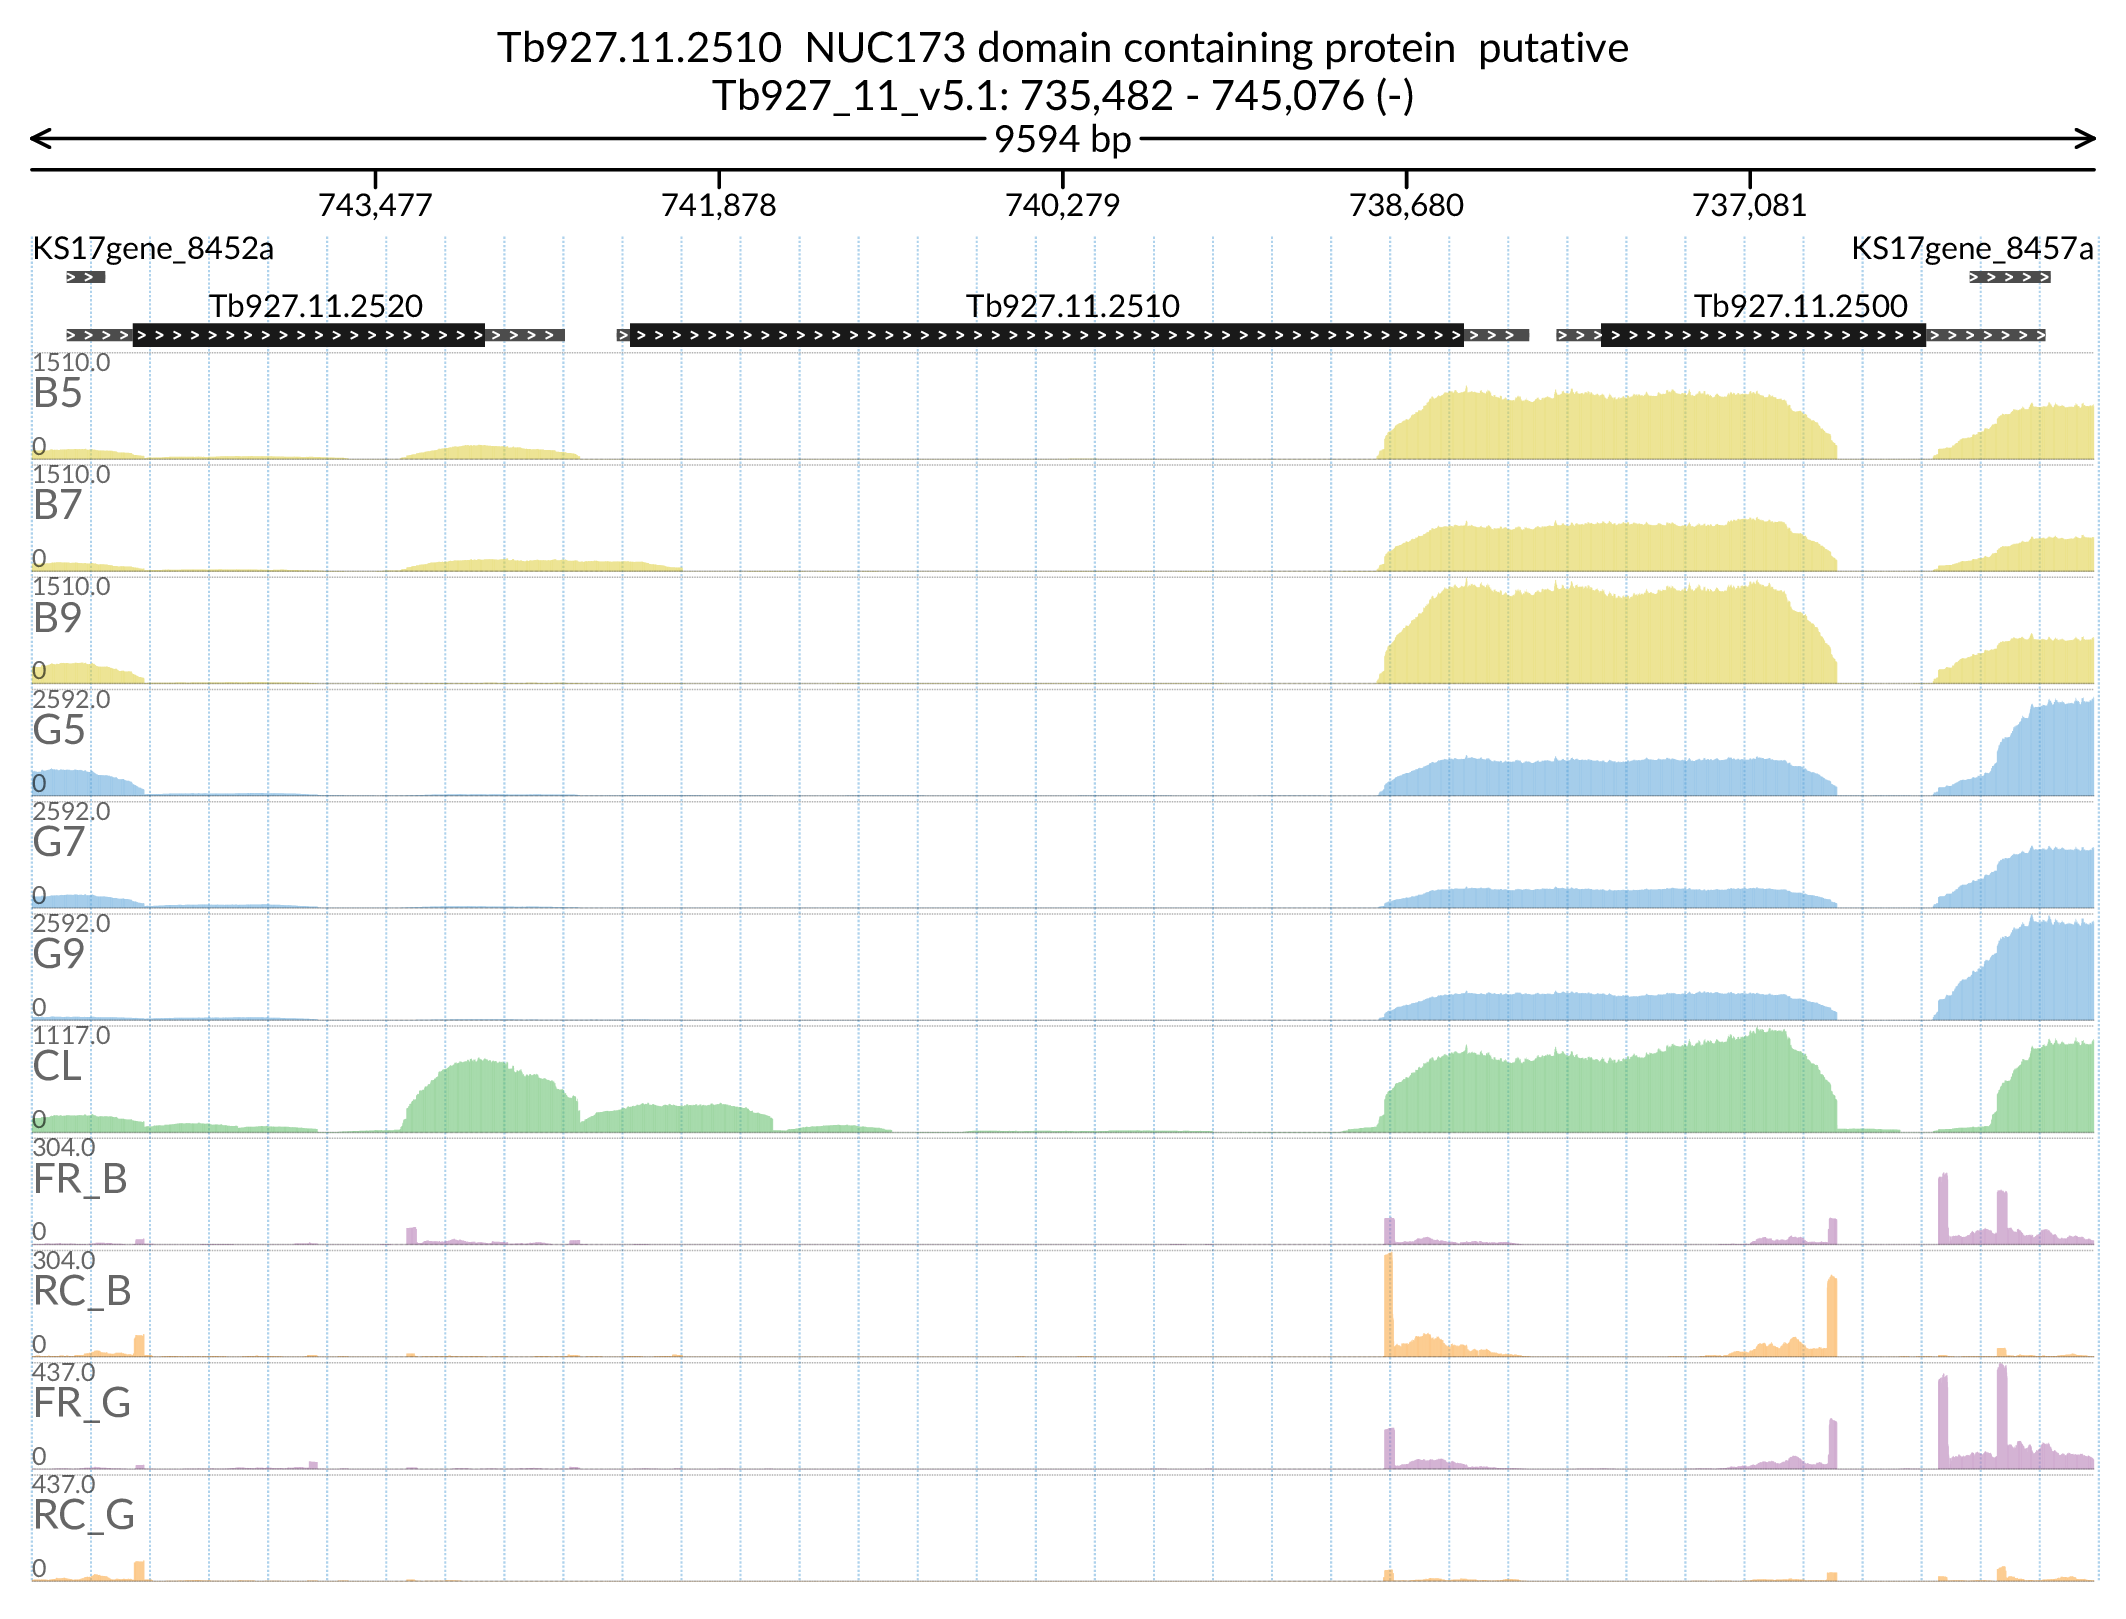 Tb927.11.2510  NUC173 domain containing protein  putative
Tb927_11_v5.1: 735,482 - 745,076 (-)
9594 bp
743,477 741,878 740,279 738,680 737,081
KS17gene_8452a KS17gene_8457a
Tb927.11.2520 Tb927.11.2510 Tb927.11.2500
1510.0
B5
0
1510.0
B7
0
1510.0
B9
0
2592.0
G5
0
2592.0
G7
0
2592.0
G9
0
1117.0
CL
0
304.0
FR_B
0
304.0
RC_B
0
437.0
FR_G
0
437.0
RC_G
0